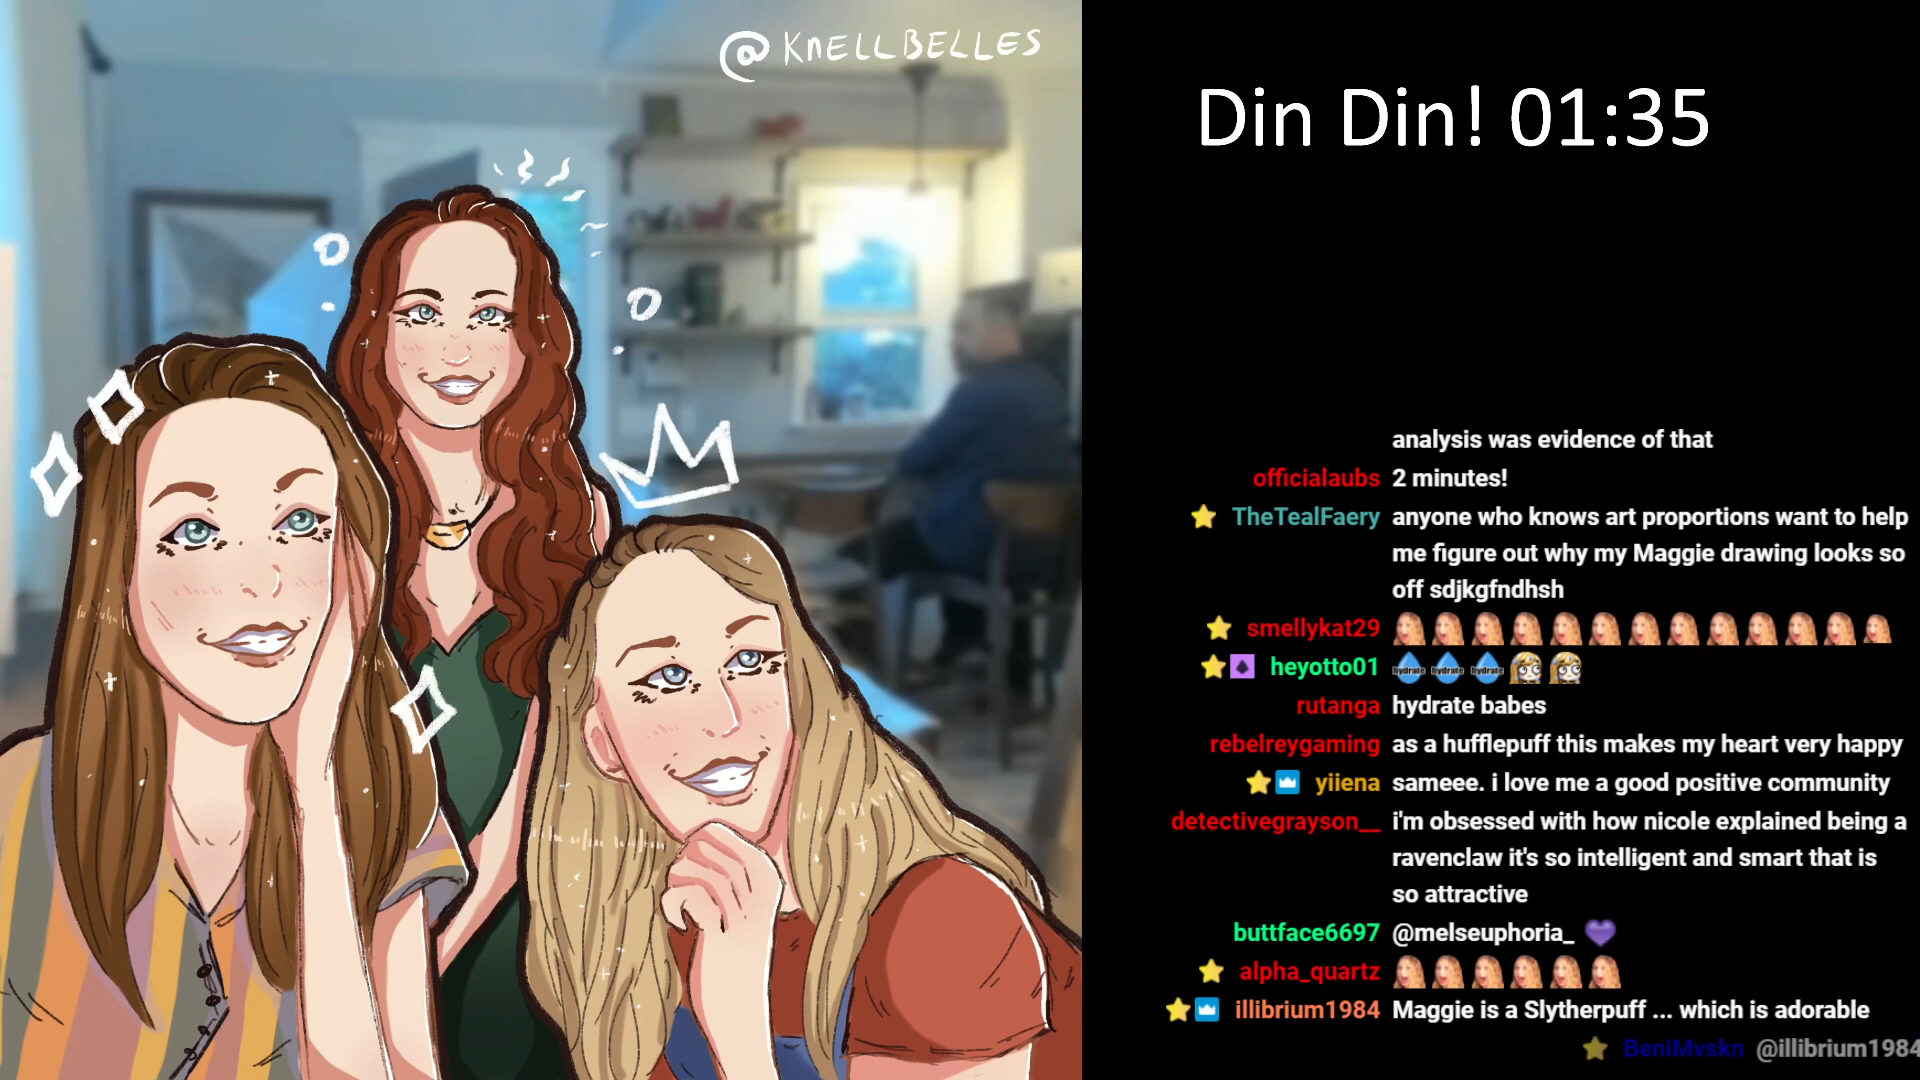 @KNELLBELLES
Din Din! 01:35
analysis was evidence of that
officialaubs 2 minutes!
TheTealFaery anyone who knows art proportions want to help
me figure out why my Maggie drawing looks so
off sdjkgfndhsh
smellykat29
heyotto01 hydrate hydrate hydrate
rutanga hydrate babes
rebelreygaming as a hufflepuff this makes my heart very happy
yiiena sameee. i love me a good positive community
detectivegrayson__ i'm obsessed with how nicole explained being a
ravenclaw it's so intelligent and smart that is
so attractive
buttface6697 @melseuphoria_
alpha_quartz
illibrium1984 Maggie is a Slytherpuff ... which is adorable
BeniMvskn @illibrium1984